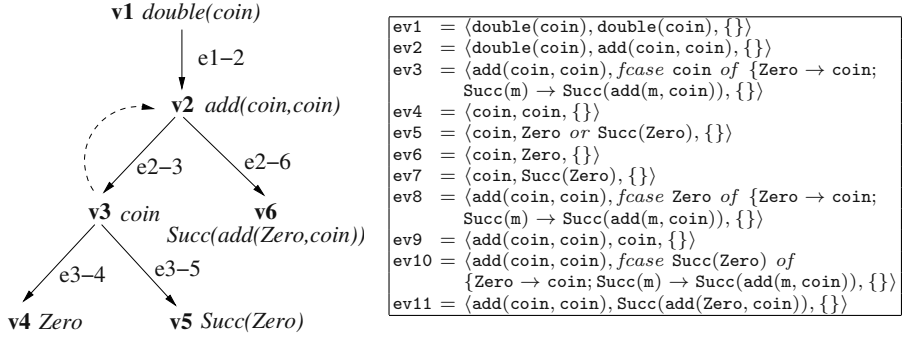 v1 double(coin)
e1−2
v2 add(coin,coin)
e2−3
e2−6
v3 coin
v6
Succ(add(Zero,coin))
e3−4
e3−5
v4 Zero
v5 Succ(Zero)
ev1 = ⟨double(coin), double(coin), {}⟩
ev2 = ⟨double(coin), add(coin, coin), {}⟩
ev3 = ⟨add(coin, coin), fcase coin of {Zero → coin;
Succ(m) → Succ(add(m, coin)), {}⟩
ev4 = ⟨coin, coin, {}⟩
ev5 = ⟨coin, Zero or Succ(Zero), {}⟩
ev6 = ⟨coin, Zero, {}⟩
ev7 = ⟨coin, Succ(Zero), {}⟩
ev8 = ⟨add(coin, coin), fcase Zero of {Zero → coin;
Succ(m) → Succ(add(m, coin)), {}⟩
ev9 = ⟨add(coin, coin), coin, {}⟩
ev10 = ⟨add(coin, coin), fcase Succ(Zero) of
{Zero → coin; Succ(m) → Succ(add(m, coin)), {}⟩
ev11 = ⟨add(coin, coin), Succ(add(Zero, coin)), {}⟩